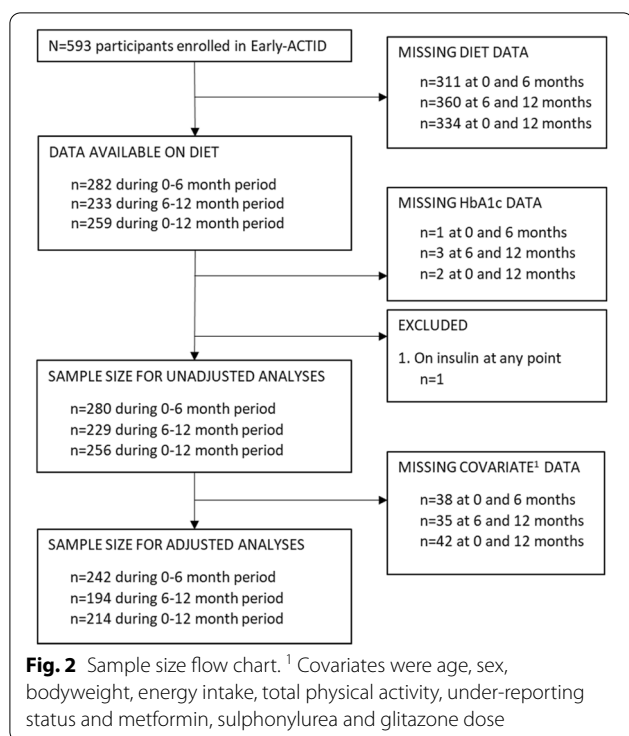 N=593 participants enrolled in Early-ACTID
MISSING DIET DATA
n=311 at 0 and 6 months
n=360 at 6 and 12 months
n=334 at 0 and 12 months
DATA AVAILABLE ON DIET
n=282 during 0-6 month period
n=233 during 6-12 month period
n=259 during 0-12 month period
MISSING HbA1c DATA
n=1 at 0 and 6 months
n=3 at 6 and 12 months
n=2 at 0 and 12 months
EXCLUDED
1. On insulin at any point
n=1
SAMPLE SIZE FOR UNADJUSTED ANALYSES
n=280 during 0-6 month period
n=229 during 6-12 month period
n=256 during 0-12 month period
MISSING COVARIATE¹ DATA
n=38 at 0 and 6 months
n=35 at 6 and 12 months
n=42 at 0 and 12 months
SAMPLE SIZE FOR ADJUSTED ANALYSES
n=242 during 0-6 month period
n=194 during 6-12 month period
n=214 during 0-12 month period
Fig. 2 Sample size flow chart. ¹ Covariates were age, sex,
bodyweight, energy intake, total physical activity, under-reporting
status and metformin, sulphonylurea and glitazone dose